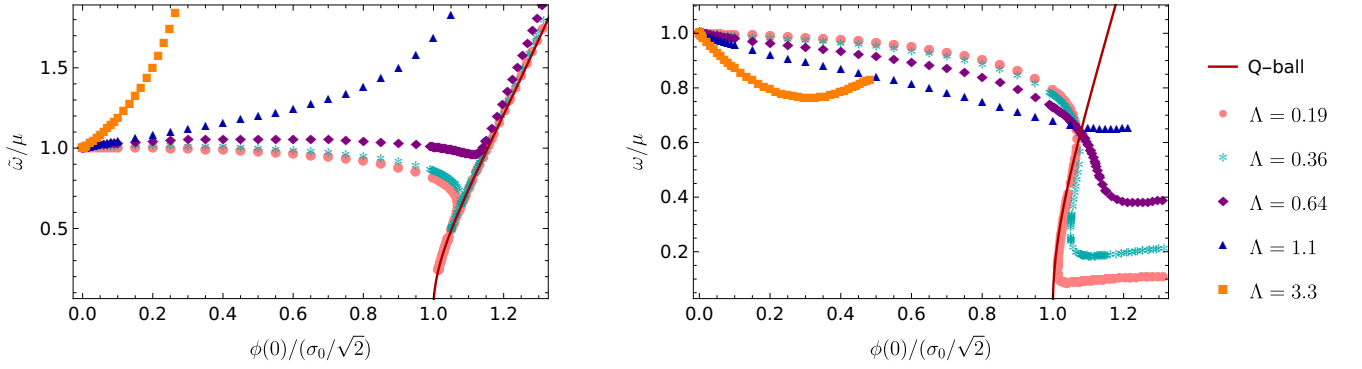 ω̃/μ
1.5
1.0
0.5
0.0 0.2 0.4 0.6 0.8 1.0 1.2
ϕ(0)/(σ₀/√2)
ω/μ
1.0
0.8
0.6
0.4
0.2
0.0 0.2 0.4 0.6 0.8 1.0 1.2
ϕ(0)/(σ₀/√2)
Q–ball
Λ = 0.19
Λ = 0.36
Λ = 0.64
Λ = 1.1
Λ = 3.3